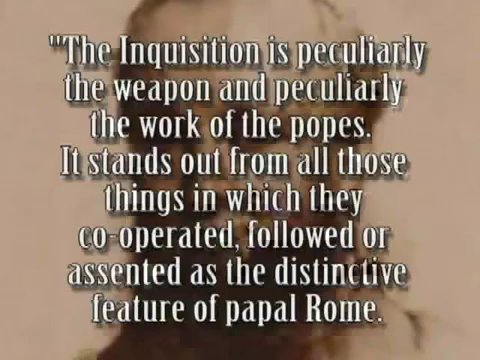 "The Inquisition is peculiarly
the weapon and peculiarly
the work of the popes.
It stands out from all those
things in which they
co-operated, followed or
assented as the distinctive
feature of papal Rome.